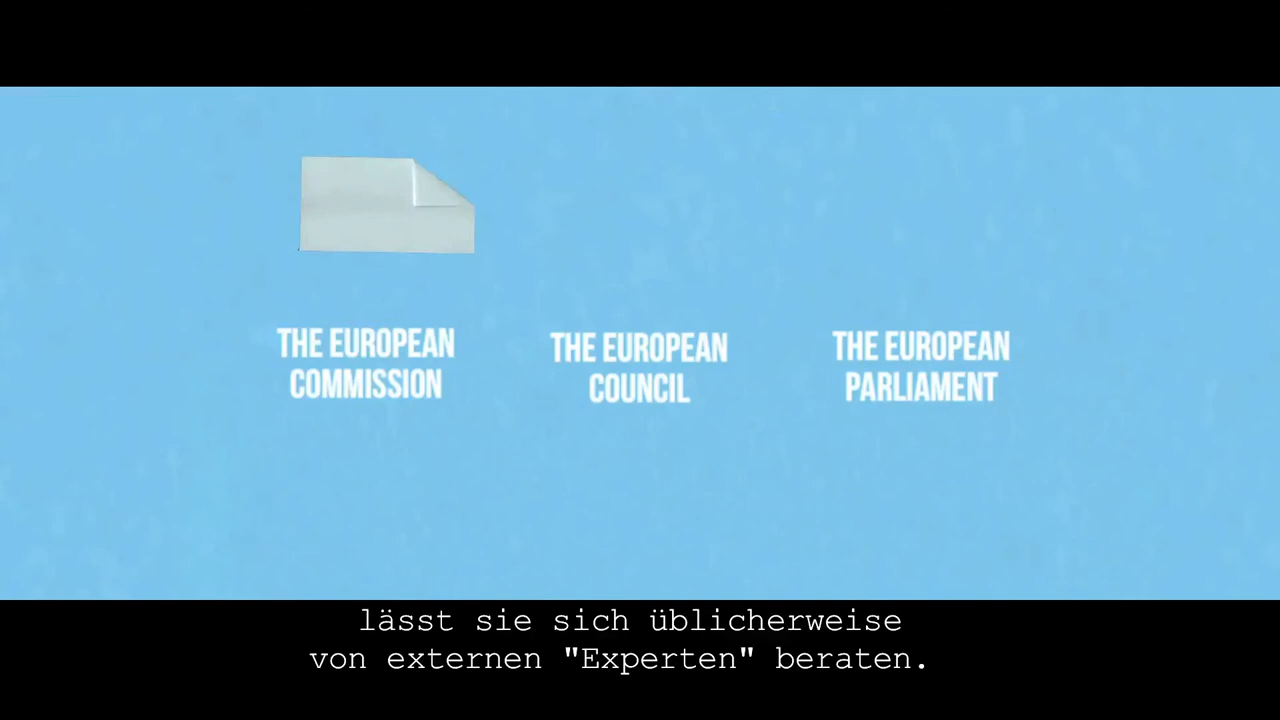 THE EUROPEAN
COMMISSION
THE EUROPEAN
COUNCIL
THE EUROPEAN
PARLIAMENT
lässt sie sich üblicherweise
von externen "Experten" beraten.